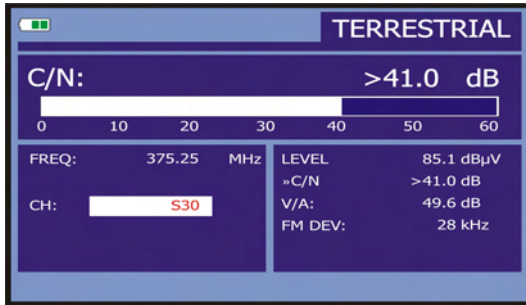 TERRESTRIAL
C/N: >41.0 dB
0 10 20 30 40 50 60
FREQ: 375.25 MHz
CH: S30
LEVEL 85.1 dBµV
»C/N >41.0 dB
V/A: 49.6 dB
FM DEV: 28 kHz